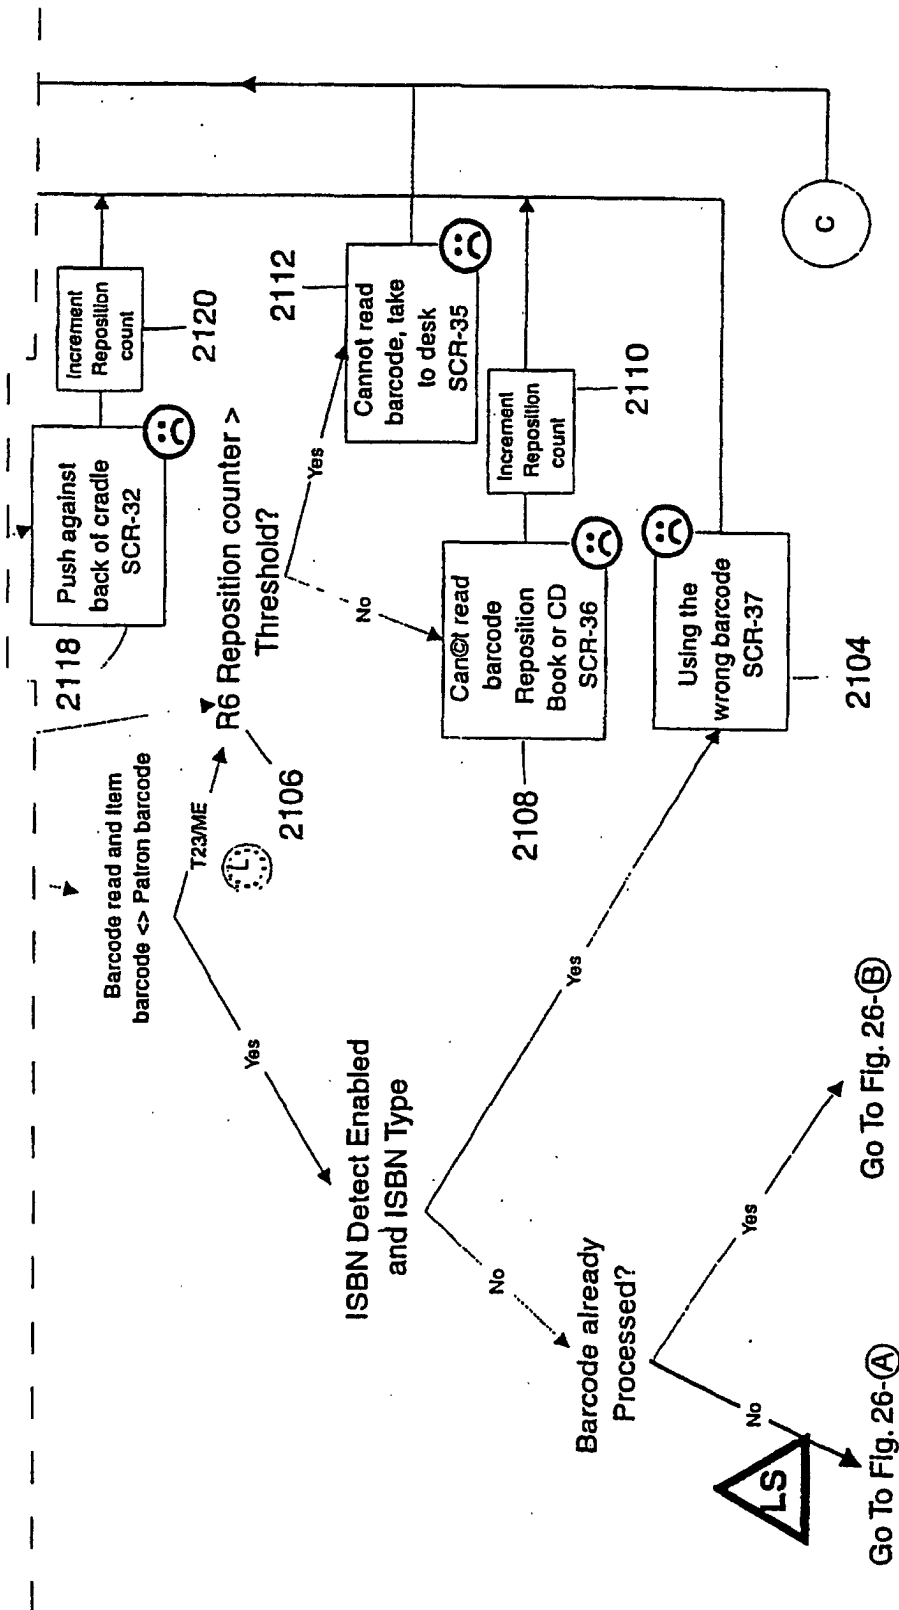 Push against
back of cradle
SCR-32
2118
Increment
Reposition
count
2120
Barcode read and Item
barcode <> Patron barcode
T23/ME
L
R6 Reposition counter >
Threshold?
2106
Yes
Cannot read
barcode, take
to desk
SCR-35
2112
No
Can©t read
barcode
Reposition
Book or CD
SCR-36
2108
Increment
Reposition
count
2110
Yes
ISBN Detect Enabled
and ISBN Type
Yes
Using the
wrong barcode
SCR-37
2104
No
Barcode already
Processed?
Yes
Go To Fig. 26-B
No
LS
Go To Fig. 26-A
C